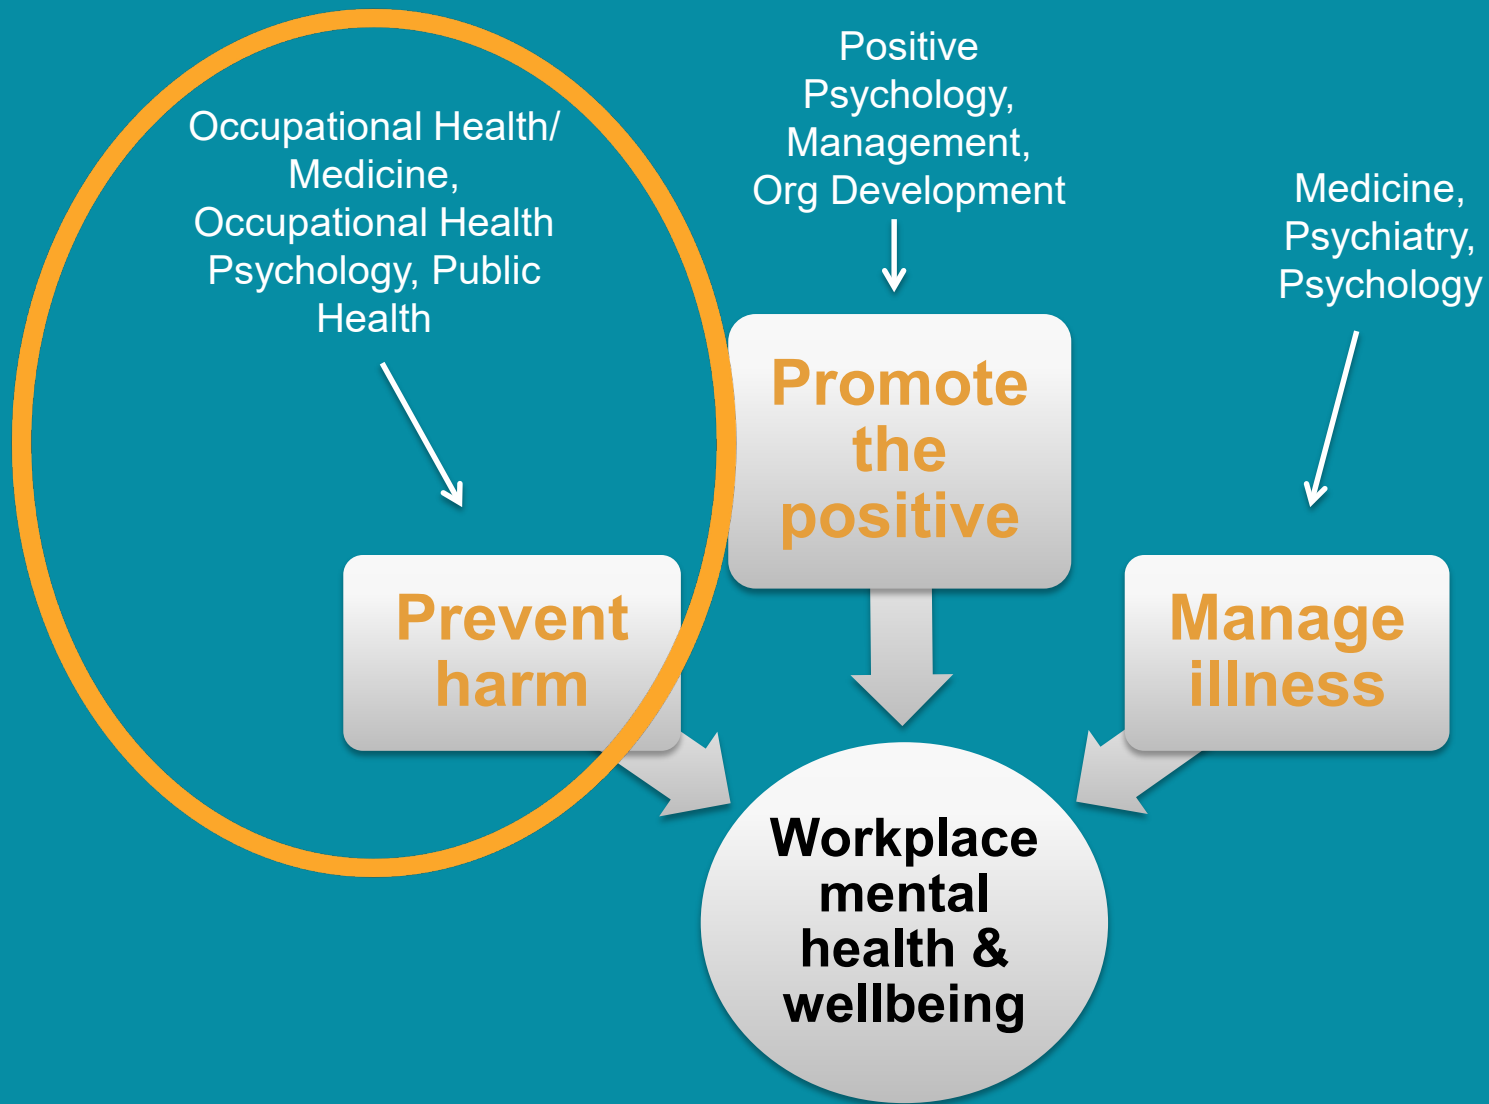 Occupational Health/
Medicine,
Occupational Health
Psychology, Public
Health
Positive
Psychology,
Management,
Org Development
Medicine,
Psychiatry,
Psychology
Prevent
harm
Promote
the
positive
Manage
illness
Workplace
mental
health &
wellbeing